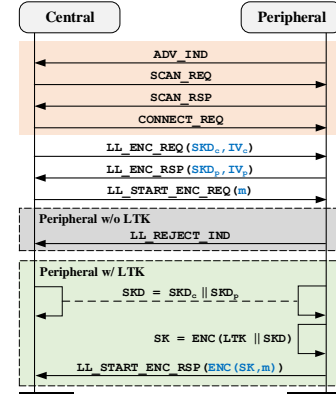 Central Peripheral
ADV_IND
SCAN_REQ
SCAN_RSP
CONNECT_REQ
LL_ENC_REQ(SKDc,IVc)
LL_ENC_RSP(SKDp,IVp)
LL_START_ENC_REQ(m)
Peripheral w/o LTK
LL_REJECT_IND
Peripheral w/ LTK
SKD = SKDc || SKDp
SK = ENC(LTK || SKD)
LL_START_ENC_RSP(ENC(SK,m))